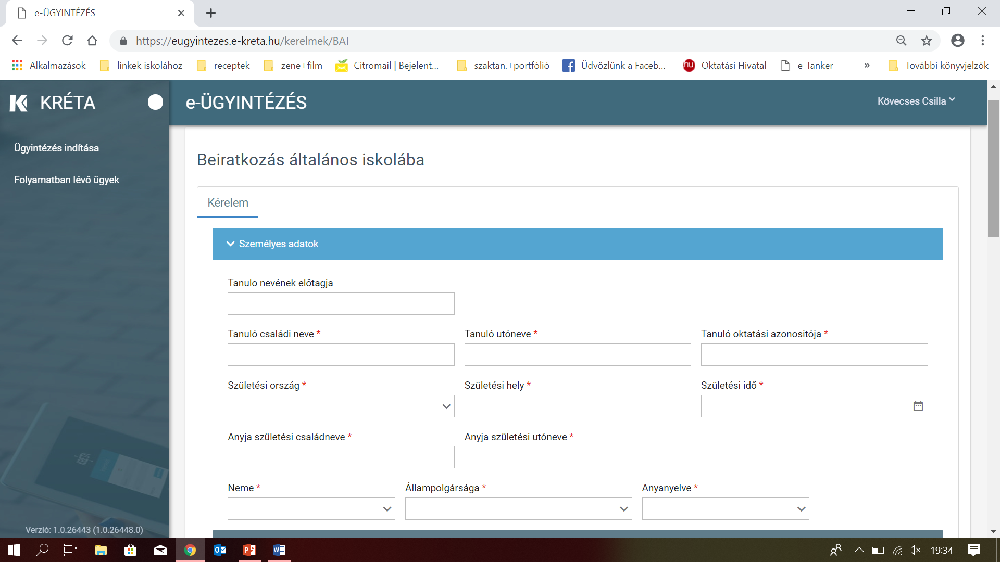 e-ÜGYINTÉZÉS
https://eugyintezes.e-kreta.hu/kerelmek/BAI
Alkalmazások linkek iskolához receptek zene+film Citromail | Bejelent... szaktan.+portfólió Üdvözlünk a Faceb... Oktatási Hivatal e-Tanker » További könyvjelzők
KRÉTA
e-ÜGYINTÉZÉS
Kövecses Csilla
Ügyintézés indítása
Folyamatban lévő ügyek
Beiratkozás általános iskolába
Kérelem
Személyes adatok
Tanulo nevének előtagja
Tanuló családi neve * Tanuló utóneve * Tanuló oktatási azonositója *
Születési ország * Születési hely * Születési idő *
Anyja születési családneve * Anyja születési utóneve *
Neme * Állampolgársága * Anyanyelve *
KRÉTA
Verzió: 1.0.26443 (1.0.26448.0)
19:34